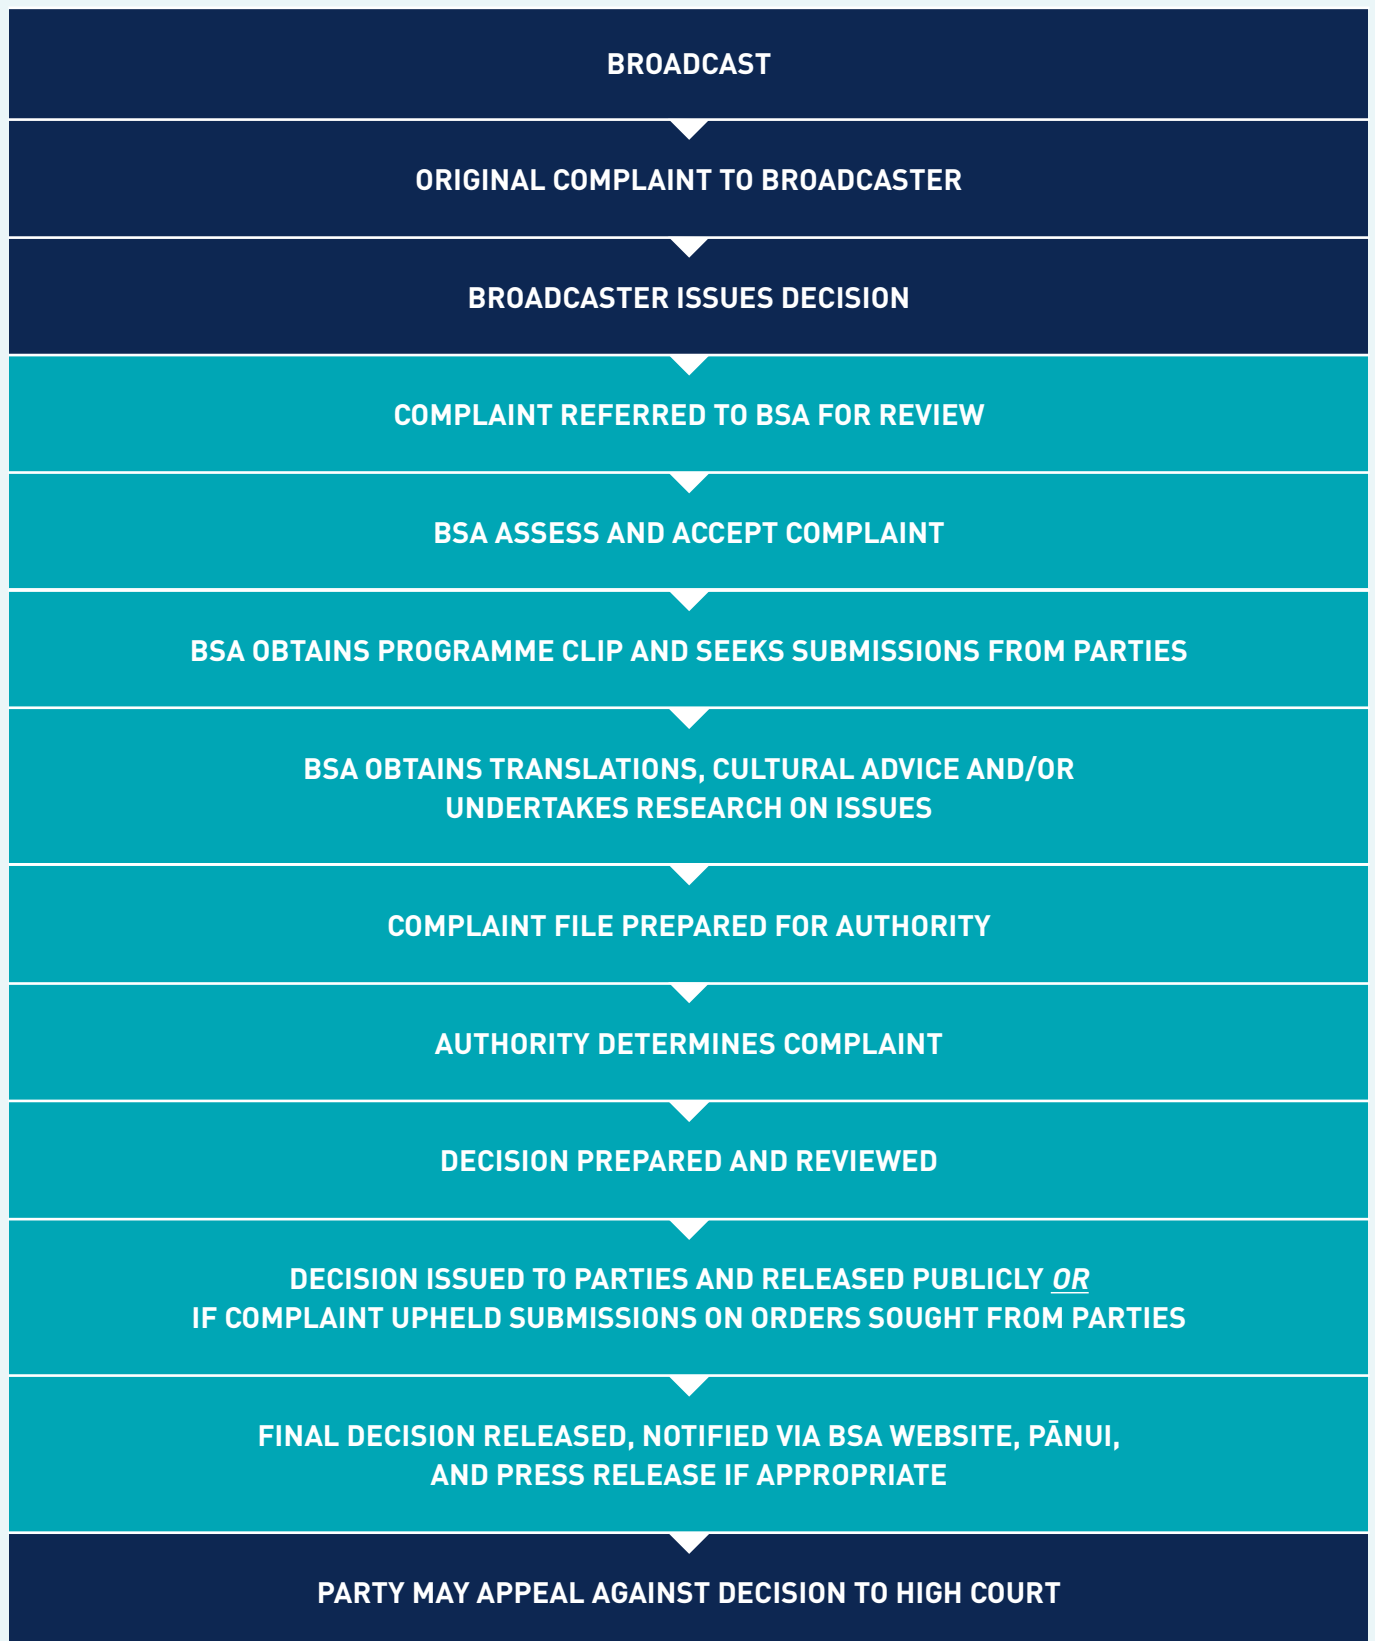 BROADCAST
ORIGINAL COMPLAINT TO BROADCASTER
BROADCASTER ISSUES DECISION
COMPLAINT REFERRED TO BSA FOR REVIEW
BSA ASSESS AND ACCEPT COMPLAINT
BSA OBTAINS PROGRAMME CLIP AND SEEKS SUBMISSIONS FROM PARTIES
BSA OBTAINS TRANSLATIONS, CULTURAL ADVICE AND/OR
UNDERTAKES RESEARCH ON ISSUES
COMPLAINT FILE PREPARED FOR AUTHORITY
AUTHORITY DETERMINES COMPLAINT
DECISION PREPARED AND REVIEWED
DECISION ISSUED TO PARTIES AND RELEASED PUBLICLY OR
IF COMPLAINT UPHELD SUBMISSIONS ON ORDERS SOUGHT FROM PARTIES
FINAL DECISION RELEASED, NOTIFIED VIA BSA WEBSITE, PĀNUI,
AND PRESS RELEASE IF APPROPRIATE
PARTY MAY APPEAL AGAINST DECISION TO HIGH COURT